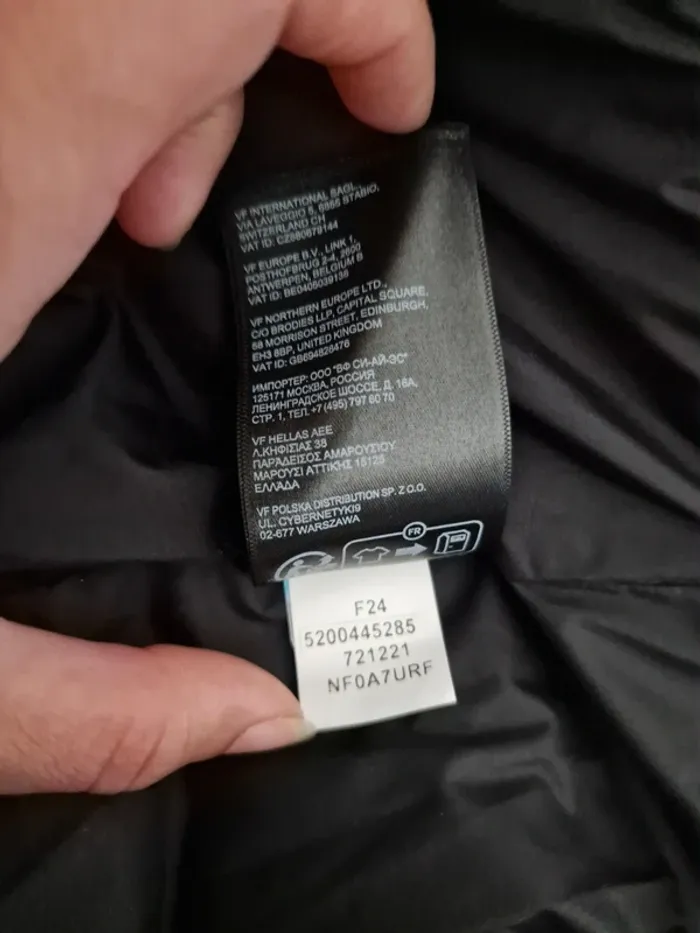 VF INTERNATIONAL SAGL,
VIA LAVEGGIO 5, 6855 STABIO,
SWITZERLAND CH
VAT ID: CZ680679144
VF EUROPE B.V., LINK 1,
POSTHOFBRUG 2-4, 2600
ANTWERPEN, BELGIUM B
VAT ID: BE0405039138
VF NORTHERN EUROPE LTD.,
C/O BRODIES LLP, CAPITAL SQUARE,
58 MORRISON STREET, EDINBURGH,
EH3 8BP, UNITED KINGDOM
VAT ID: GB694826476
ИМПОРТЕР: ООО "ВФ СИ-АЙ-ЭС"
125171 МОСКВА, РОССИЯ
ЛЕНИНГРАДСКОЕ ШОССЕ, Д. 16А,
СТР. 1, ТЕЛ. +7 (495) 797 60 70
VF HELLAS AEE
Λ.ΚΗΦΙΣΙΑΣ 38
ΠΑΡΑΔΕΙΣΟΣ ΑΜΑΡΟΥΣΙΟΥ
ΜΑΡΟΥΣΙ ΑΤΤΙΚΗΣ 15125
ΕΛΛΑΔΑ
VF POLSKA DISTRIBUTION SP. Z O.O.
UL. CYBERNETYKI9
02-677 WARSZAWA
FR
F24
5200445285
721221
NF0A7URF